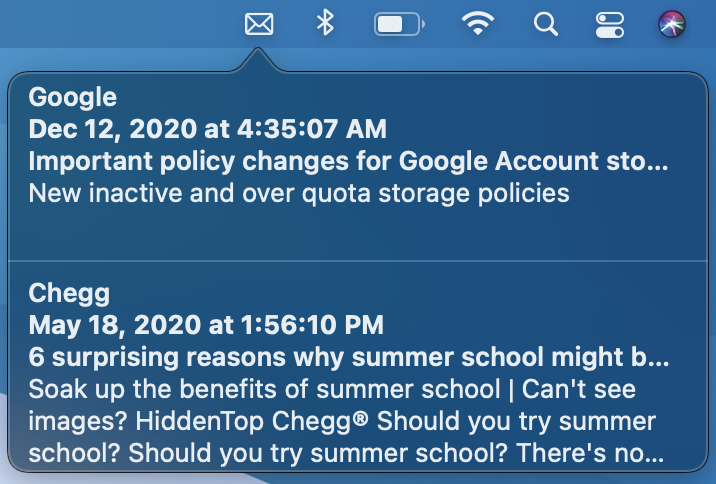 Google
Dec 12, 2020 at 4:35:07 AM
Important policy changes for Google Account sto...
New inactive and over quota storage policies
Chegg
May 18, 2020 at 1:56:10 PM
6 surprising reasons why summer school might b...
Soak up the benefits of summer school | Can't see
images? HiddenTop Chegg® Should you try summer
school? Should you try summer school? There's no...